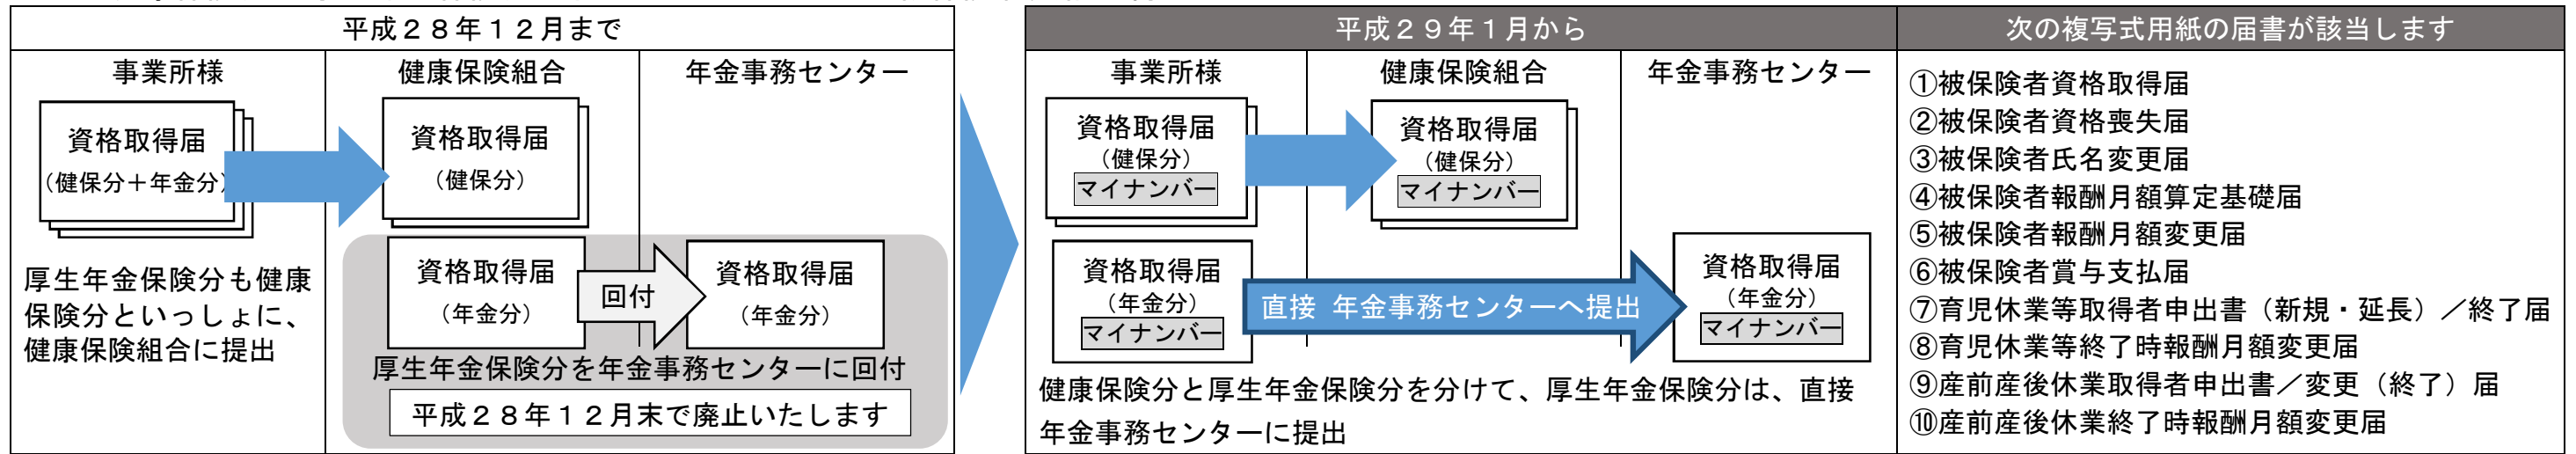 平成２８年１２月まで
事業所様
健康保険組合
年金事務センター
資格取得届
（健保分＋年金分）
資格取得届
（健保分）
厚生年金保険分も健康
保険分といっしょに、
健康保険組合に提出
資格取得届
（年金分）
回付
資格取得届
（年金分）
厚生年金保険分を年金事務センターに回付
平成２８年１２月末で廃止いたします
平成２９年１月から
事業所様
健康保険組合
年金事務センター
資格取得届
（健保分）
マイナンバー
資格取得届
（健保分）
マイナンバー
資格取得届
（年金分）
マイナンバー
直接 年金事務センターへ提出
資格取得届
（年金分）
マイナンバー
健康保険分と厚生年金保険分を分けて、厚生年金保険分は、直接
年金事務センターに提出
次の複写式用紙の届書が該当します
①被保険者資格取得届
②被保険者資格喪失届
③被保険者氏名変更届
④被保険者報酬月額算定基礎届
⑤被保険者報酬月額変更届
⑥被保険者賞与支払届
⑦育児休業等取得者申出書（新規・延長）／終了届
⑧育児休業等終了時報酬月額変更届
⑨産前産後休業取得者申出書／変更（終了）届
⑩産前産後休業終了時報酬月額変更届